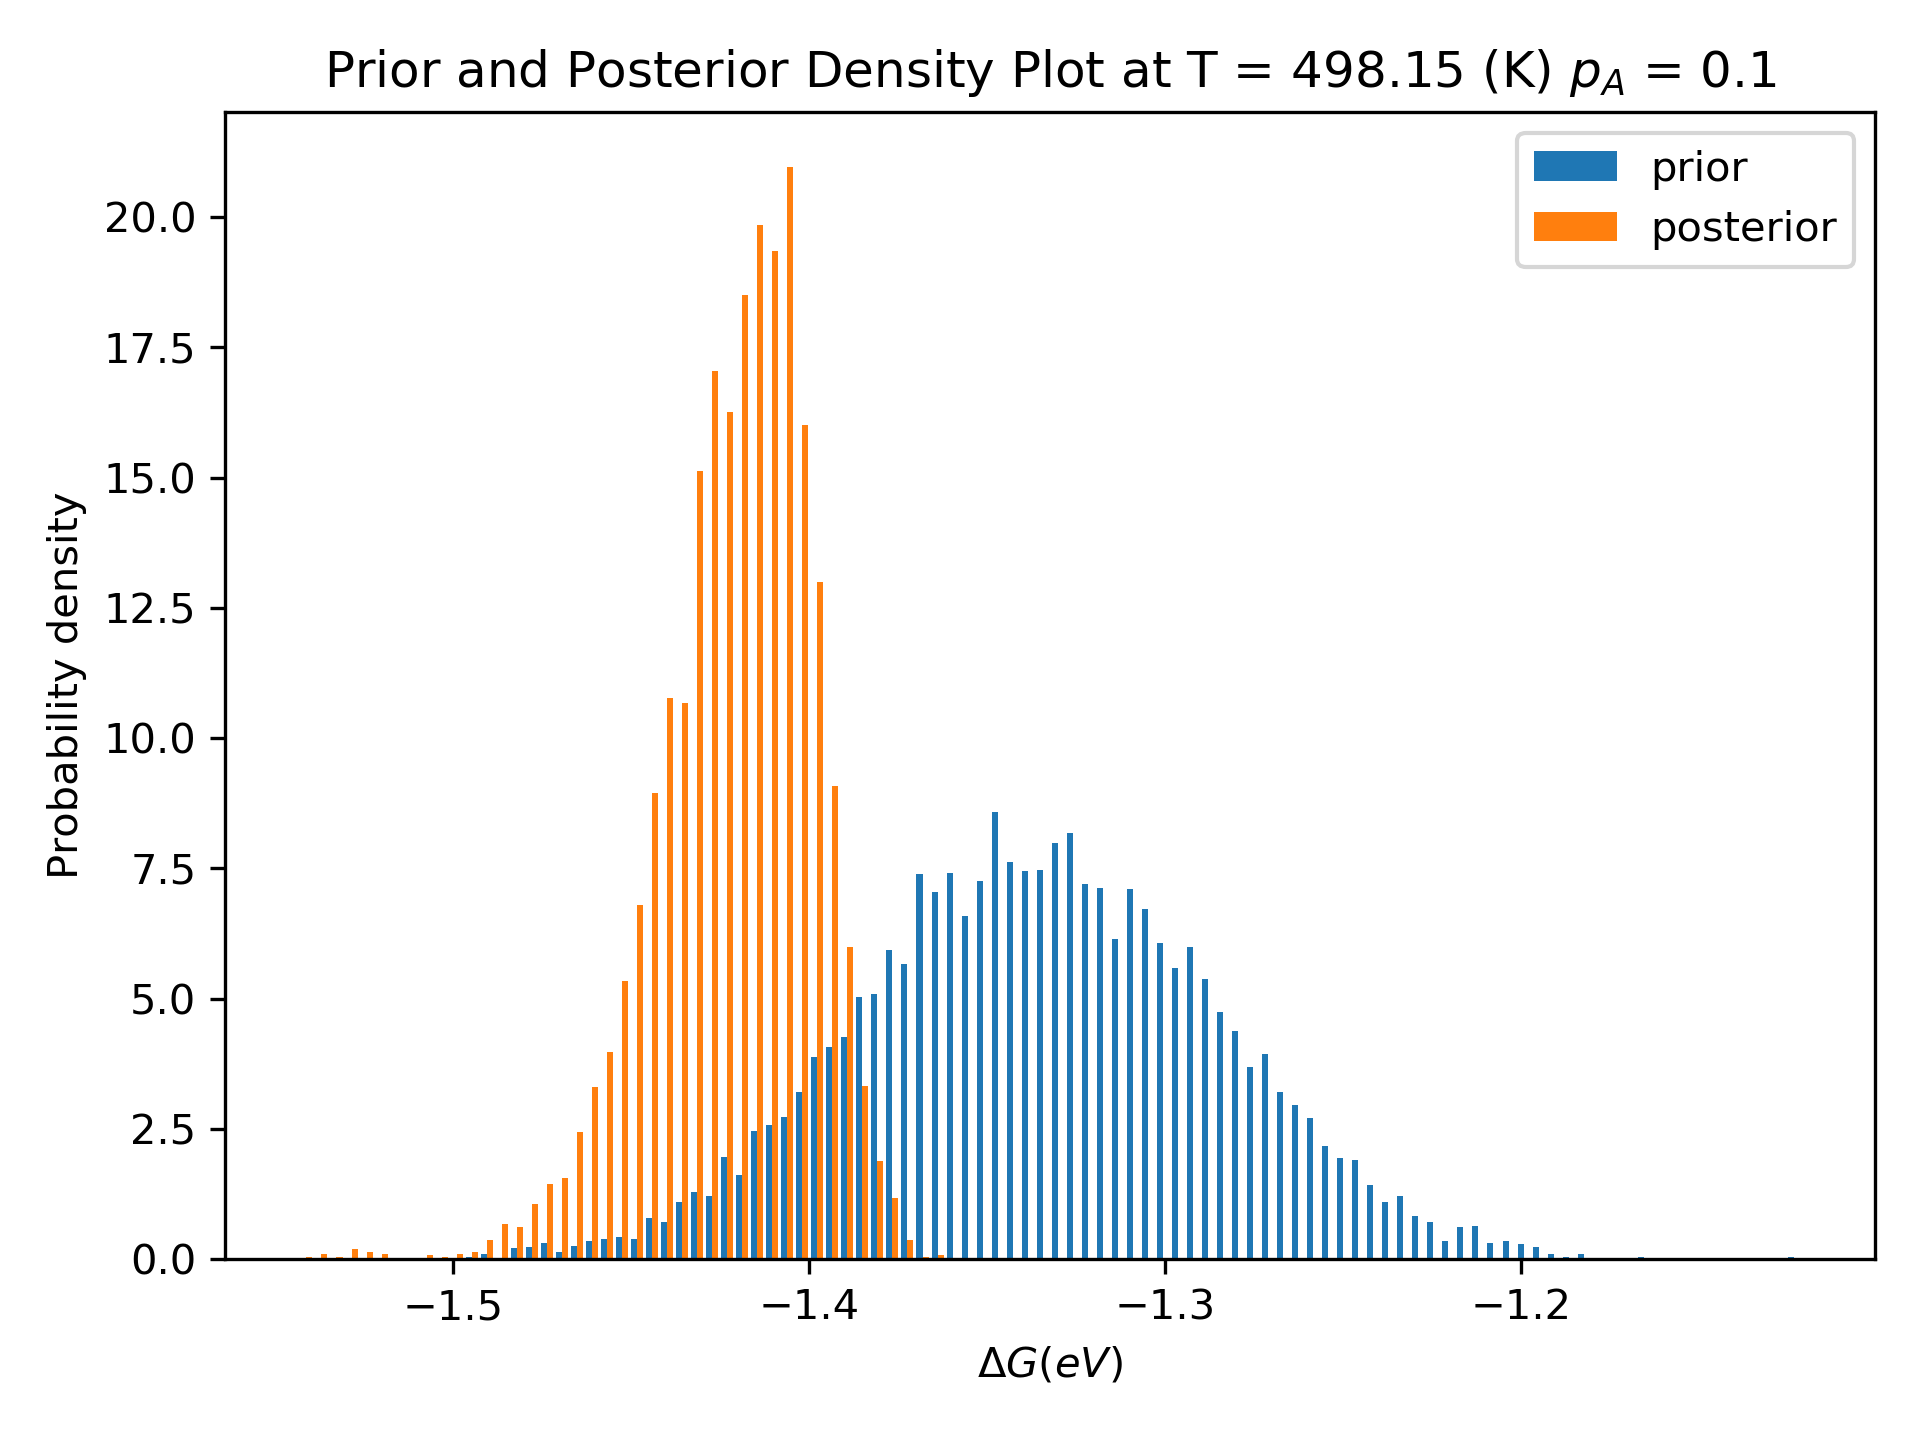 Prior and Posterior Density Plot at T = 498.15 (K) p_A = 0.1
prior
posterior
20.0
17.5
15.0
12.5
10.0
7.5
5.0
2.5
0.0
Probability density
−1.5 −1.4 −1.3 −1.2
ΔG(eV)